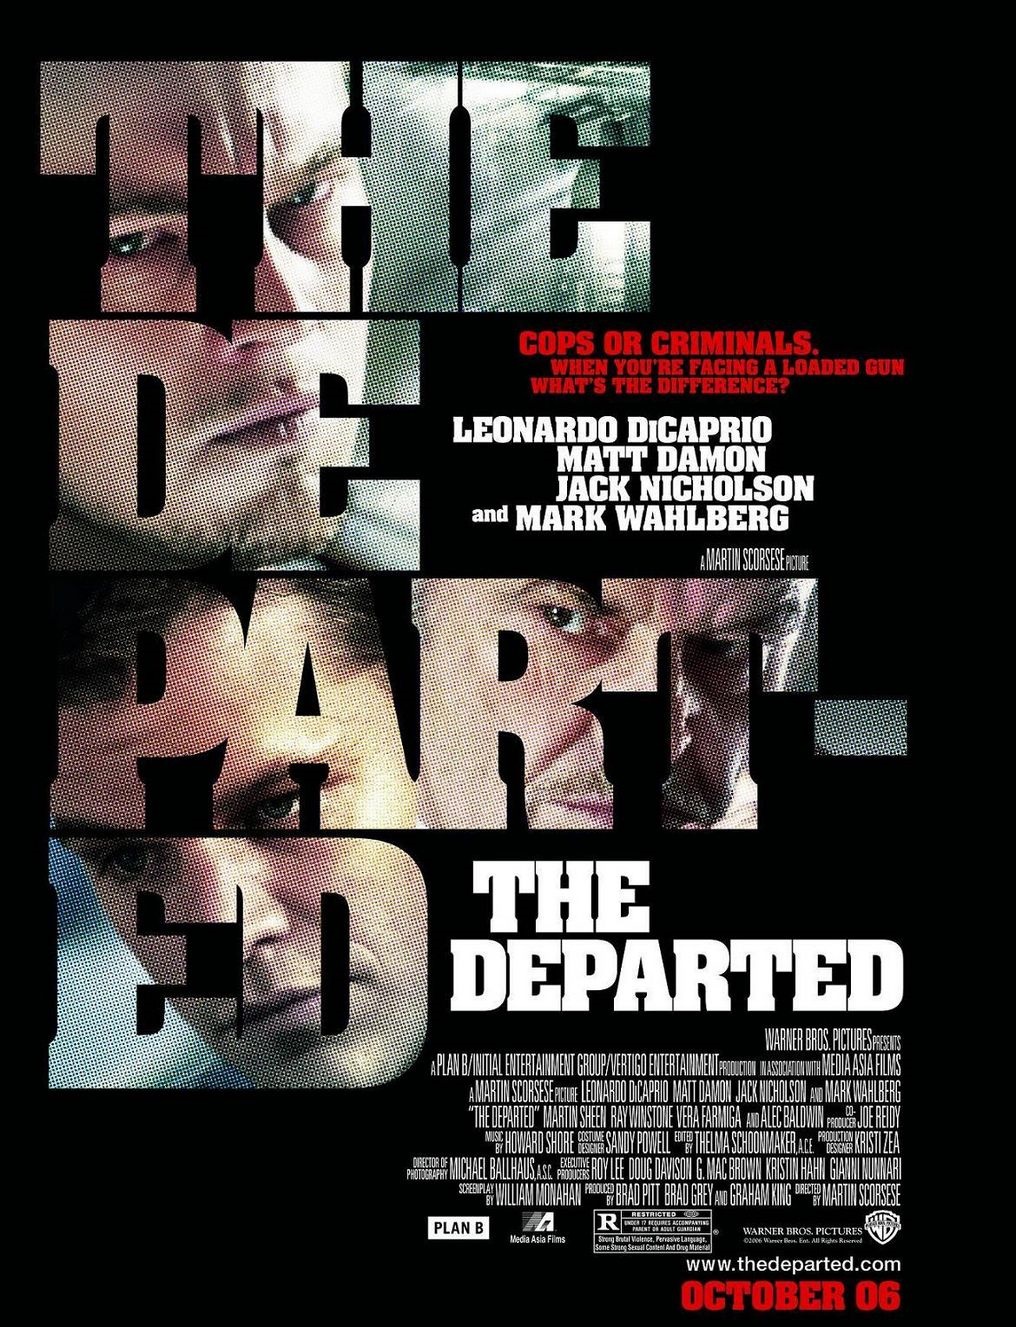 THE
DE
PART-
ED
COPS OR CRIMINALS.
WHEN YOU'RE FACING A LOADED GUN
WHAT'S THE DIFFERENCE?
LEONARDO DiCAPRIO
MATT DAMON
JACK NICHOLSON
and MARK WAHLBERG
A MARTIN SCORSESE PICTURE
THE
DEPARTED
WARNER BROS. PICTURES PRESENTS
A PLAN B/INITIAL ENTERTAINMENT GROUP/VERTIGO ENTERTAINMENT PRODUCTION IN ASSOCIATION WITH MEDIA ASIA FILMS
A MARTIN SCORSESE PICTURE LEONARDO DiCAPRIO MATT DAMON JACK NICHOLSON AND MARK WAHLBERG
"THE DEPARTED" MARTIN SHEEN RAY WINSTONE VERA FARMIGA AND ALEC BALDWIN CO-PRODUCER JOE REIDY
MUSIC BY HOWARD SHORE COSTUME DESIGNER SANDY POWELL EDITED BY THELMA SCHOONMAKER, A.C.E. PRODUCTION DESIGNER KRISTI ZEA
DIRECTOR OF PHOTOGRAPHY MICHAEL BALLHAUS, A.S.C. EXECUTIVE PRODUCERS ROY LEE DOUG DAVISON G. MAC BROWN KRISTIN HAHN GIANNI NUNNARI
SCREENPLAY BY WILLIAM MONAHAN PRODUCED BY BRAD PITT BRAD GREY AND GRAHAM KING DIRECTED BY MARTIN SCORSESE
PLAN B
Media Asia Films
R RESTRICTED
UNDER 17 REQUIRES ACCOMPANYING
PARENT OR ADULT GUARDIAN
Strong Brutal Violence, Pervasive Language,
Some Strong Sexual Content And Drug Material
®
WARNER BROS. PICTURES
©2006 Warner Bros. Ent. All Rights Reserved
WB
www.thedeparted.com
OCTOBER 06